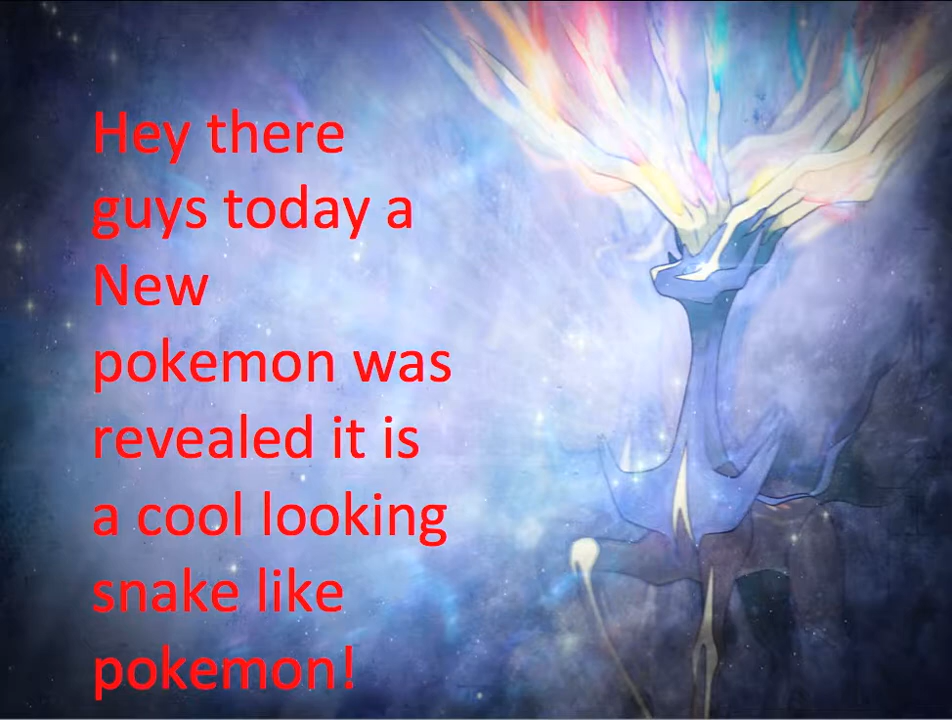 Hey there
guys today a
New
pokemon was
revealed it is
a cool looking
snake like
pokemon!